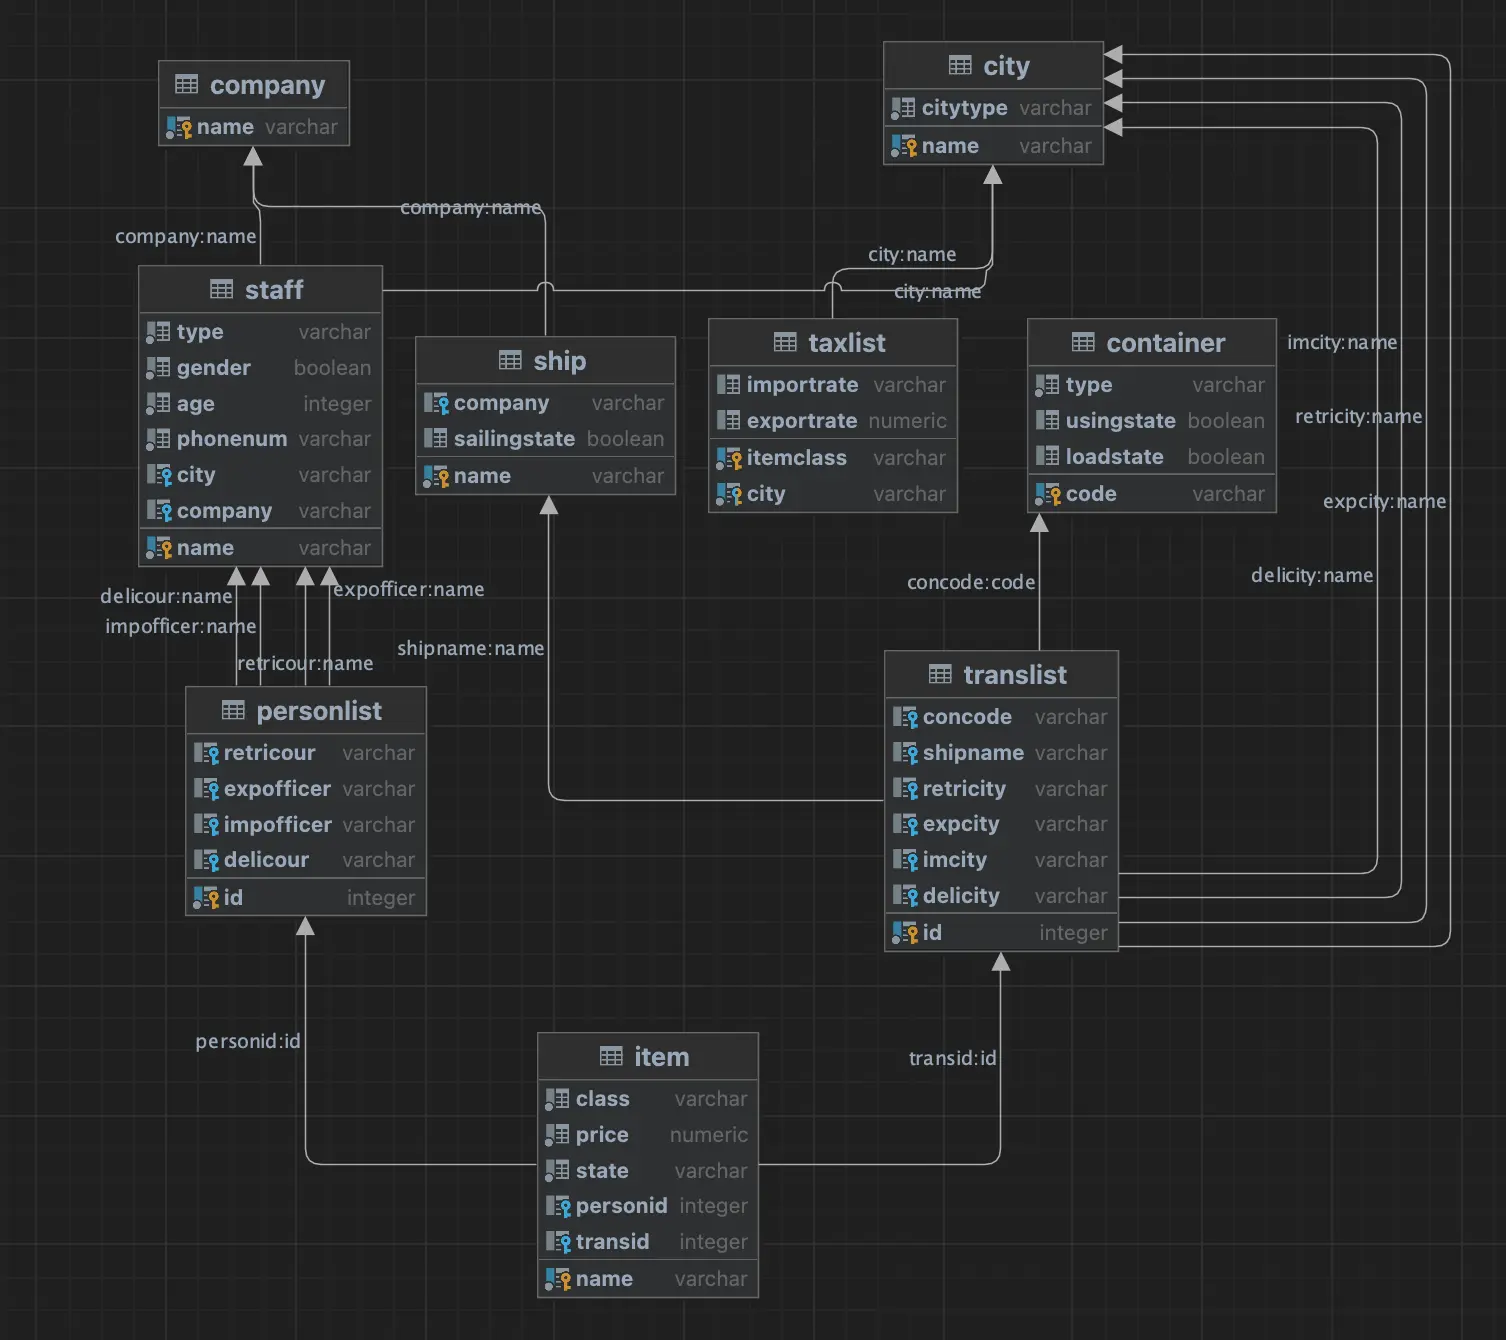 company
name varchar
city
citytype varchar
name varchar
company:name
company:name
city:name
city:name
staff
type varchar
gender boolean
age integer
phonenum varchar
city varchar
company varchar
name varchar
ship
company varchar
sailingstate boolean
name varchar
taxlist
importrate varchar
exportrate numeric
itemclass varchar
city varchar
container
type varchar
usingstate boolean
loadstate boolean
code varchar
imcity:name
retricity:name
expcity:name
delicity:name
delicour:name
expofficer:name
impofficer:name
retricour:name
shipname:name
concode:code
personlist
retricour varchar
expofficer varchar
impofficer varchar
delicour varchar
id integer
translist
concode varchar
shipname varchar
retricity varchar
expcity varchar
imcity varchar
delicity varchar
id integer
personid:id
transid:id
item
class varchar
price numeric
state varchar
personid integer
transid integer
name varchar